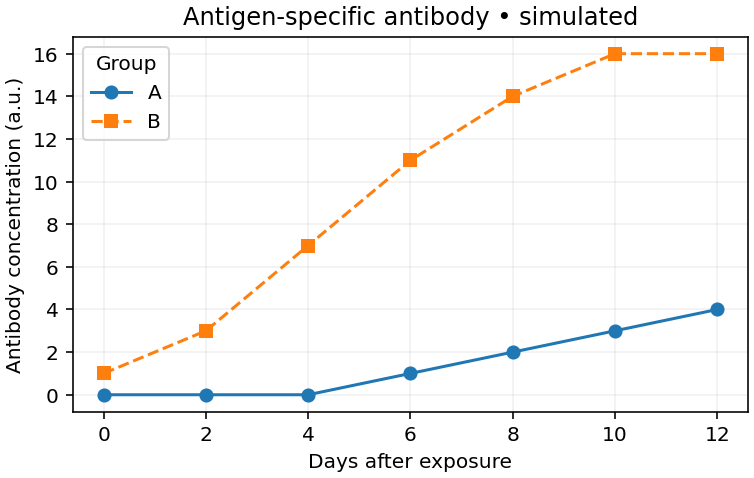 Antigen-specific antibody • simulated
Antibody concentration (a.u.)
16
14
12
10
8
6
4
2
0
Group
A
B
0 2 4 6 8 10 12
Days after exposure